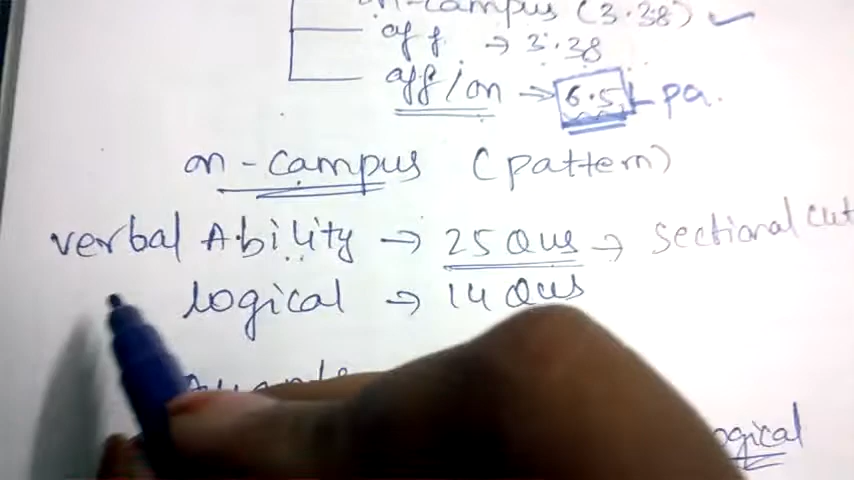 on-campus (3.38)
off → 3.38
off/on → 6.5 Lpa.
on-campus (pattern)
verbal Ability → 25 Qus → sectional cut
logical → 14 Qus
logical